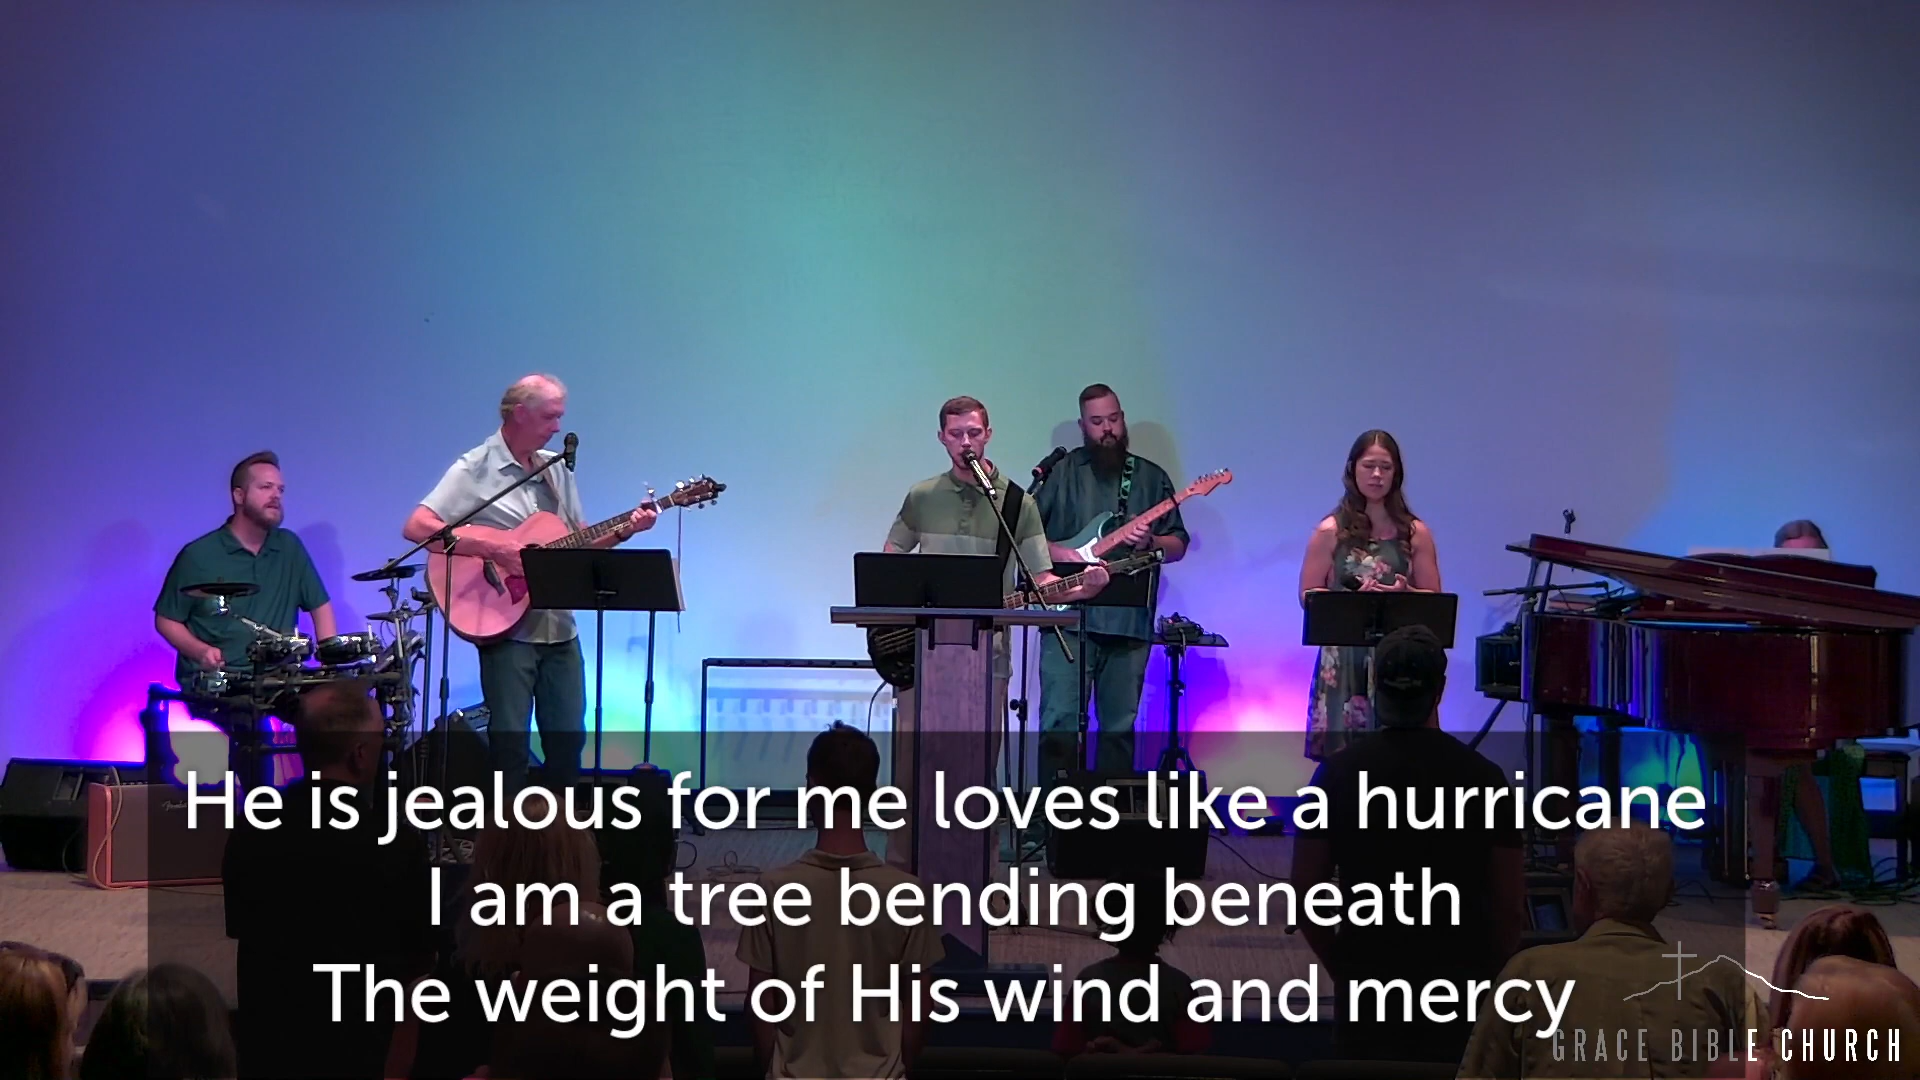 He is jealous for me loves like a hurricane
I am a tree bending beneath
The weight of His wind and mercy
GRACE BIBLE CHURCH